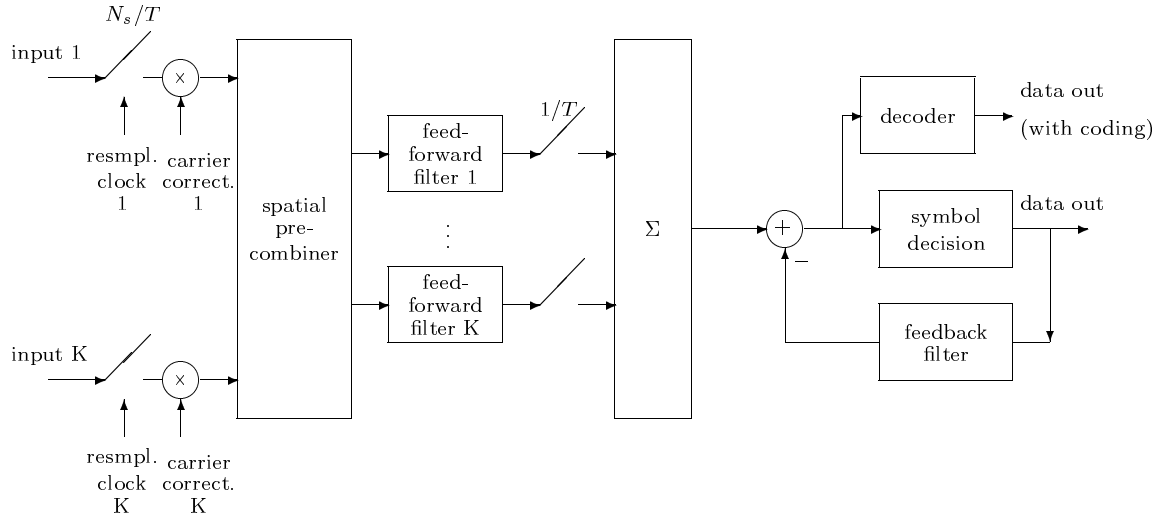 N_s/T
input 1
×
resmpl.
clock
1
carrier
correct.
1
input K
×
resmpl.
clock
K
carrier
correct.
K
spatial
pre-
combiner
feed-
forward
filter 1
1/T
⋮
feed-
forward
filter K
Σ
+
−
decoder
data out
(with coding)
symbol
decision
data out
feedback
filter